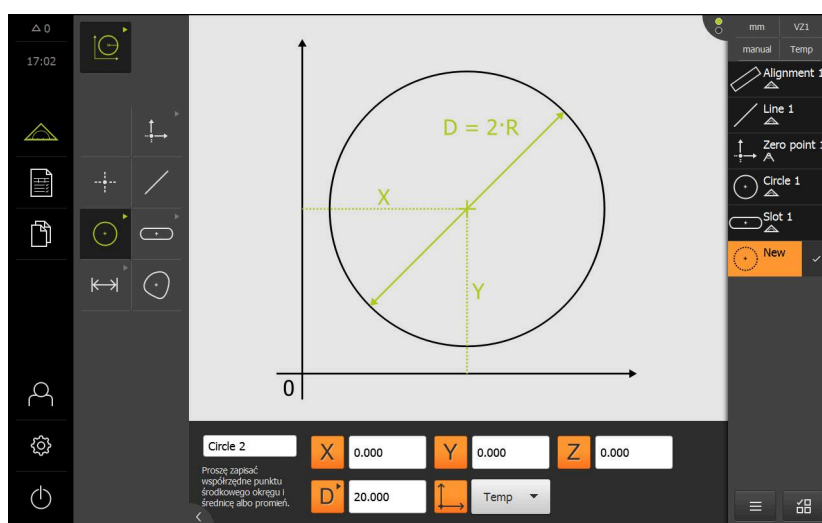 0
17:02
D = 2·R
X
Y
0
mm
VZ1
manual
Temp
Alignment 1
Line 1
Zero point 1
Circle 1
Slot 1
New
Circle 2
Proszę zapisać
współrzędne punktu
środkowego okręgu i
średnicę albo promień.
X
0.000
Y
0.000
Z
0.000
D
20.000
Temp